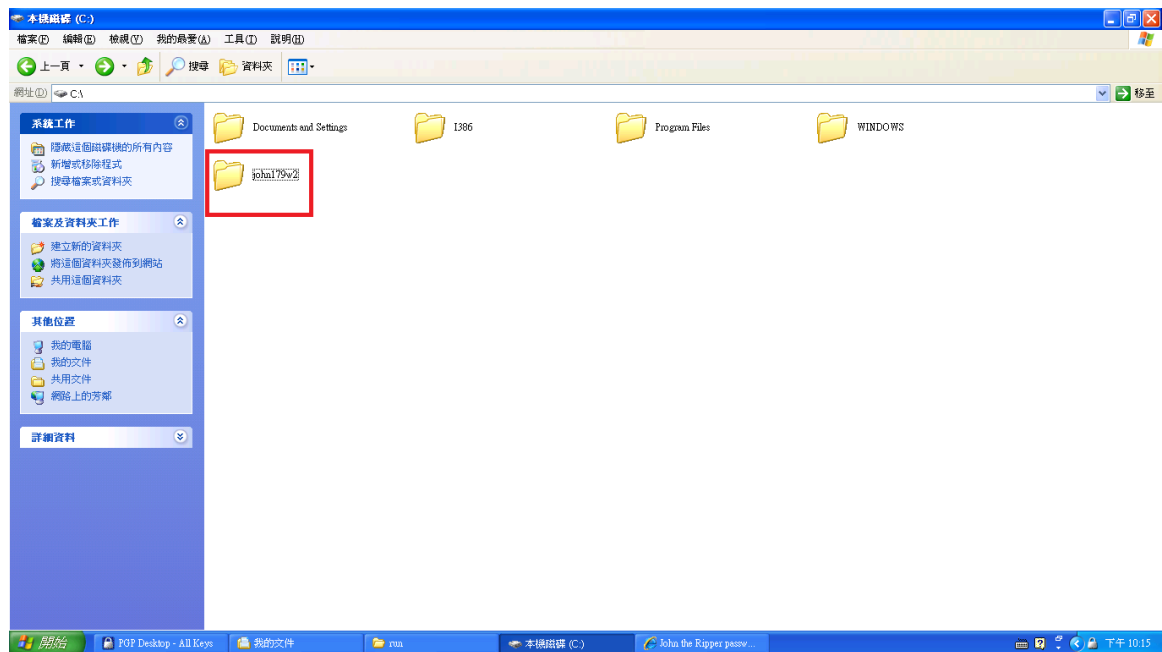 本機磁碟 (C:)
檔案(F) 編輯(E) 檢視(V) 我的最愛(A) 工具(T) 說明(H)
上一頁 搜尋 資料夾
網址(D) C:\ 移至
系統工作
隱藏這個磁碟機的所有內容
新增或移除程式
搜尋檔案或資料夾
檔案及資料夾工作
建立新的資料夾
將這個資料夾發佈到網站
共用這個資料夾
其他位置
我的電腦
我的文件
共用文件
網路上的芳鄰
詳細資料
Documents and Settings I386 Program Files WINDOWS
john179w2
開始 PGP Desktop - All Keys 我的文件 run 本機磁碟 (C:) John the Ripper passw... 下午 10:15